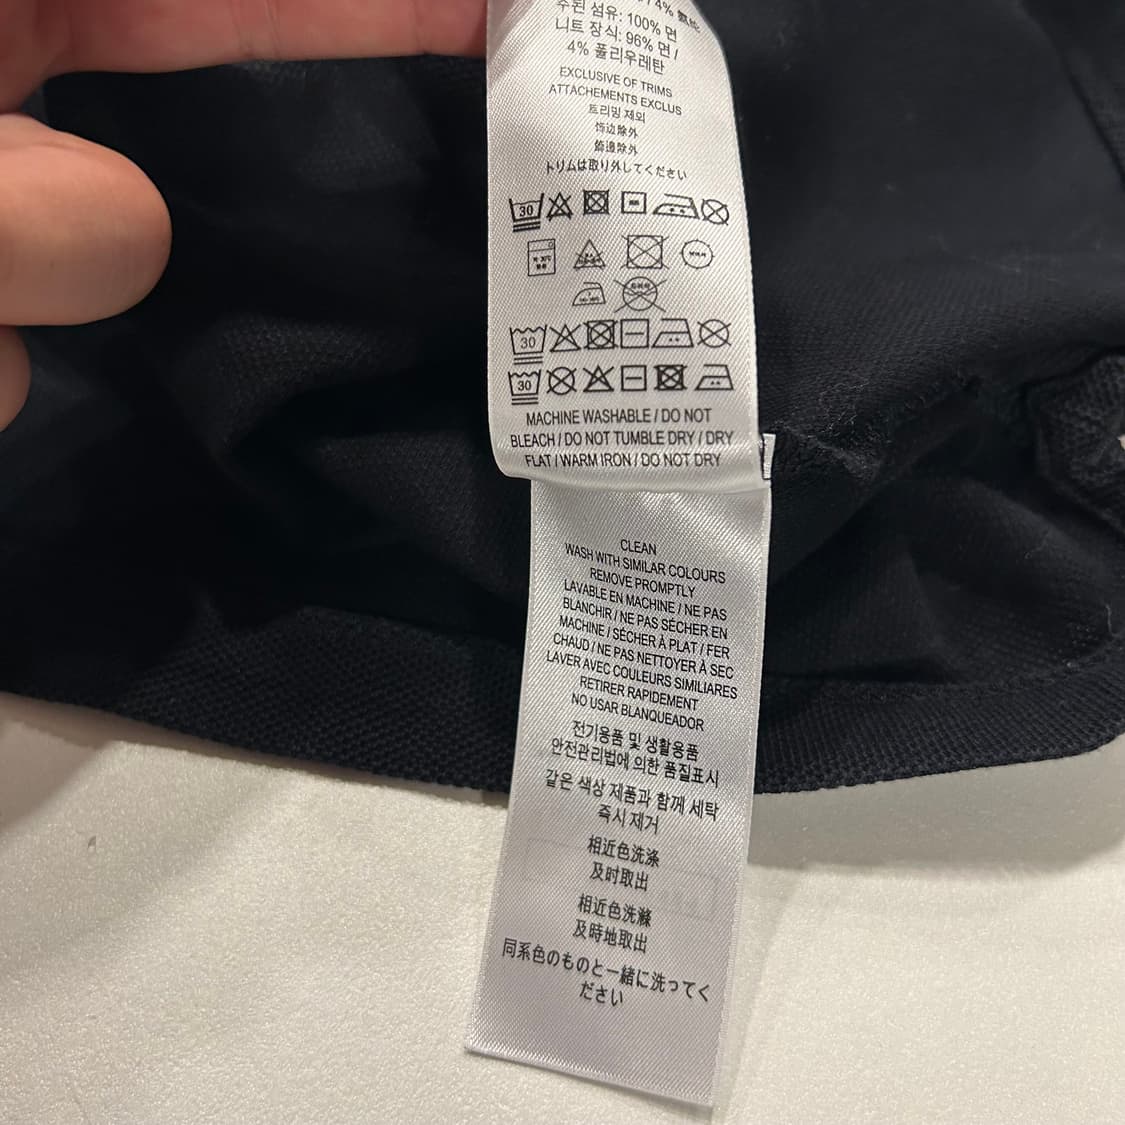 4%
주된 섬유: 100% 면
니트 장식: 96% 면 /
4% 폴리우레탄
EXCLUSIVE OF TRIMS
ATTACHEMENTS EXCLUS
트리밍 제외
饰边除外
飾邊除外
トリムは取り外してください
30
30
30
MACHINE WASHABLE / DO NOT
BLEACH / DO NOT TUMBLE DRY / DRY
FLAT / WARM IRON / DO NOT DRY
CLEAN
WASH WITH SIMILAR COLOURS
REMOVE PROMPTLY
LAVABLE EN MACHINE / NE PAS
BLANCHIR / NE PAS SÉCHER EN
MACHINE / SÉCHER À PLAT / FER
CHAUD / NE PAS NETTOYER À SEC
LAVER AVEC COULEURS SIMILIARES
RETIRER RAPIDEMENT
NO USAR BLANQUEADOR
전기용품 및 생활용품
안전관리법에 의한 품질표시
같은 색상 제품과 함께 세탁
즉시 제거
相近色洗涤
及时取出
相近色洗滌
及時地取出
同系色のものと一緒に洗ってく
ださい